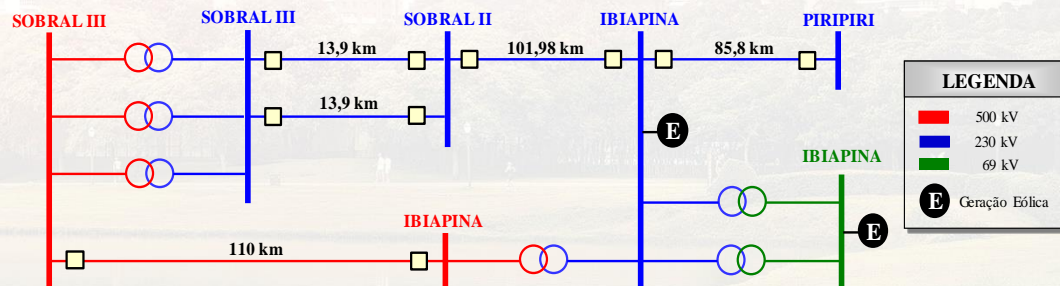 SOBRAL III
SOBRAL III
SOBRAL II
IBIAPINA
PIRIPIRI
13,9 km
101,98 km
85,8 km
13,9 km
E
IBIAPINA
E
IBIAPINA
110 km
LEGENDA
500 kV
230 kV
69 kV
E Geração Eólica